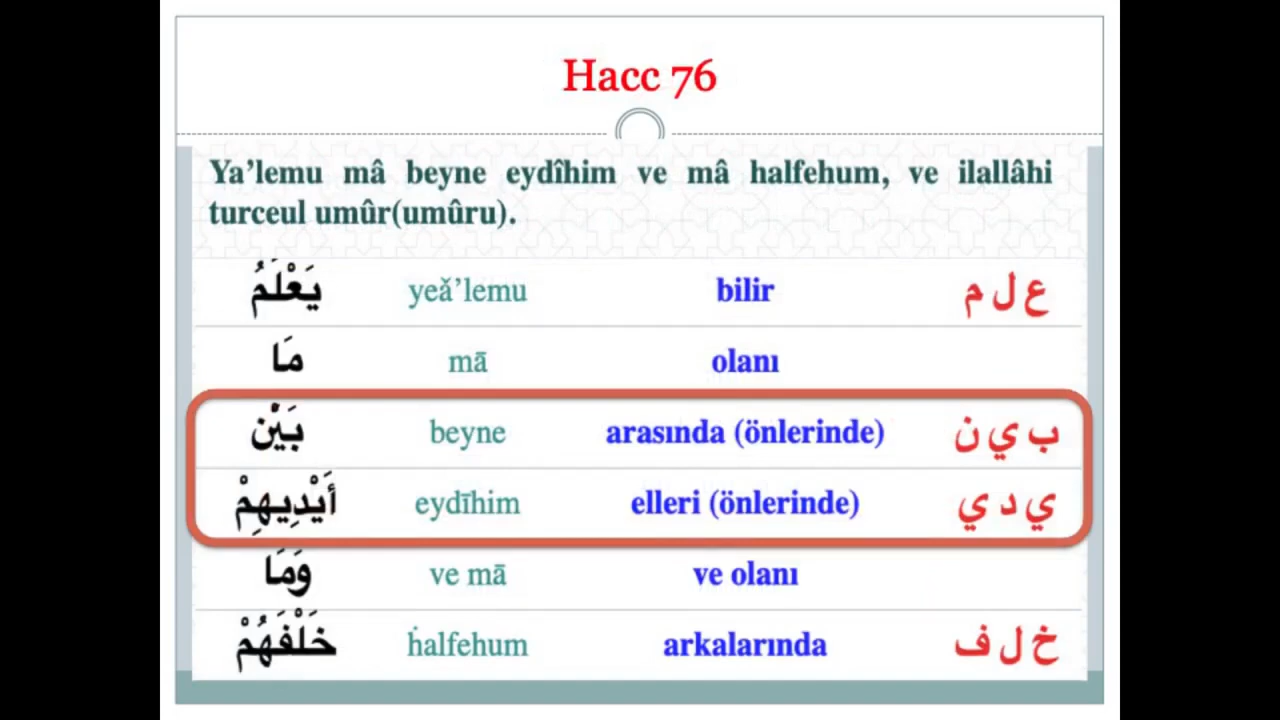 Hacc 76
Ya’lemu mâ beyne eydîhim ve mâ halfehum, ve ilallâhi
turceul umûr(umûru).
يَعْلَمُ yeǎ’lemu bilir ع ل م
مَا mā olanı
بَيْنَ beyne arasında (önlerinde) ب ي ن
أَيْدِيهِمْ eydīhim elleri (önlerinde) ي د ي
وَمَا ve mā ve olanı
خَلْفَهُمْ ḣalfehum arkalarında خ ل ف